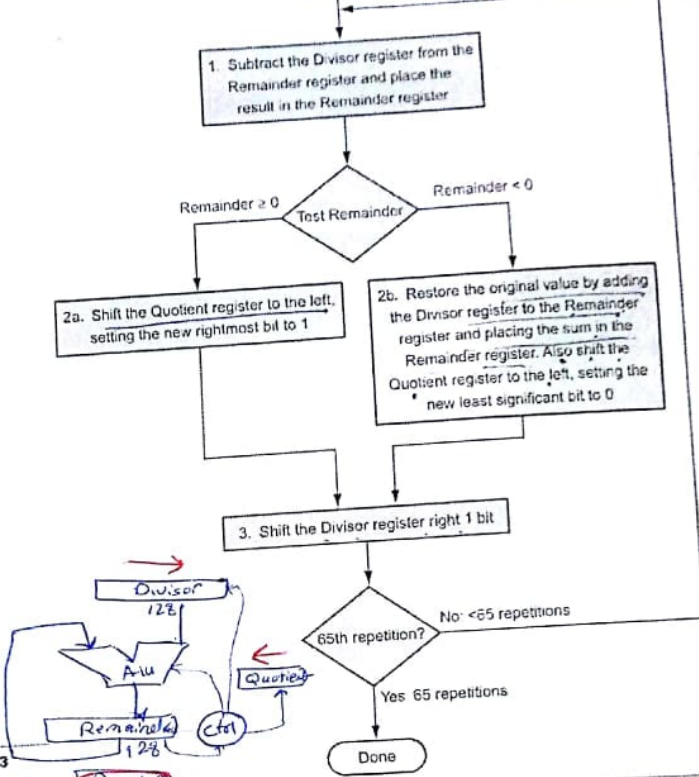 1. Subtract the Divisor register from the
Remainder register and place the
result in the Remainder register
Remainder ≥ 0
Test Remainder
Remainder < 0
2a. Shift the Quotient register to the left,
setting the new rightmost bit to 1
2b. Restore the original value by adding
the Divisor register to the Remainder
register and placing the sum in the
Remainder register. Also shift the
Quotient register to the left, setting the
new least significant bit to 0
3. Shift the Divisor register right 1 bit
65th repetition?
No: <65 repetitions
Yes 65 repetitions
Done
Divisor
128
Alu
Quotient
Remainder
Ctrl
128
3